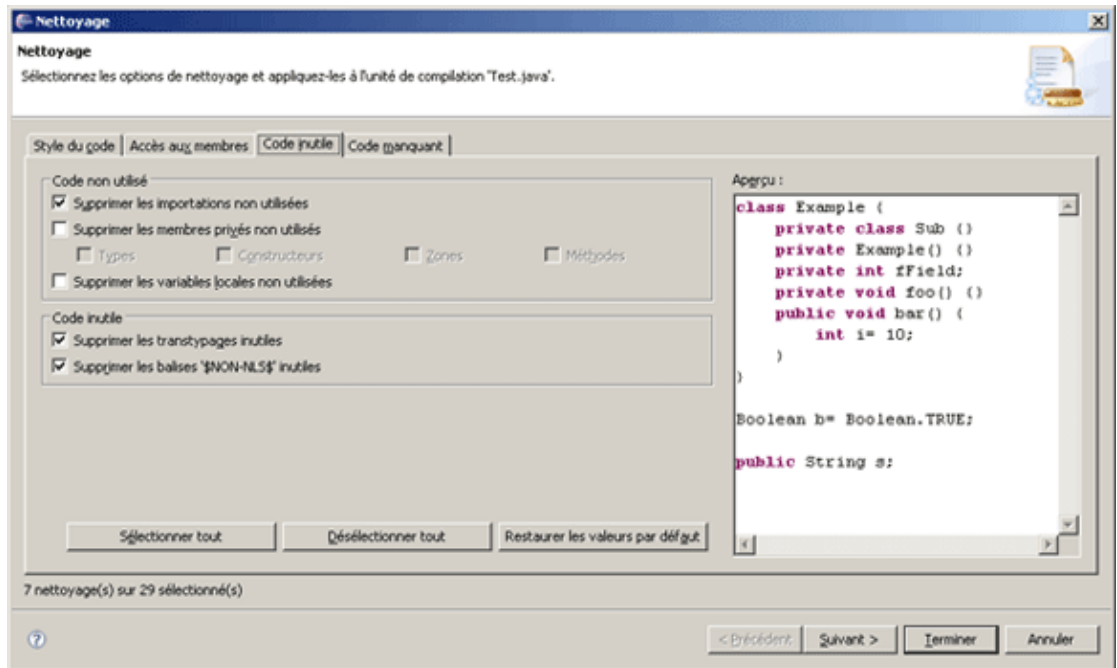 Nettoyage
Nettoyage
Sélectionnez les options de nettoyage et appliquez-les à l'unité de compilation 'Test.java'.
Style du code
Accès aux membres
Code inutile
Code manquant
Code non utilisé
Supprimer les importations non utilisées
Supprimer les membres privés non utilisés
Types
Constructeurs
Zones
Méthodes
Supprimer les variables locales non utilisées
Code inutile
Supprimer les transtypages inutiles
Supprimer les balises '$NON-NLS$' inutiles
Sélectionner tout
Désélectionner tout
Restaurer les valeurs par défaut
Aperçu :
class Example {
private class Sub {}
private Example() {}
private int fField;
private void foo() {}
public void bar() {
int i= 10;
}
}
Boolean b= Boolean.TRUE;
public String s;
7 nettoyage(s) sur 29 sélectionné(s)
< Précédent
Suivant >
Terminer
Annuler